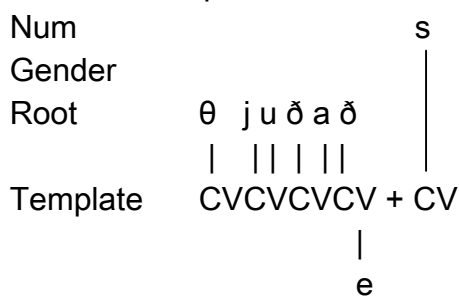 Num s
Gender
Root θ j u ð a ð
Template CVCVCVCV + CV
e